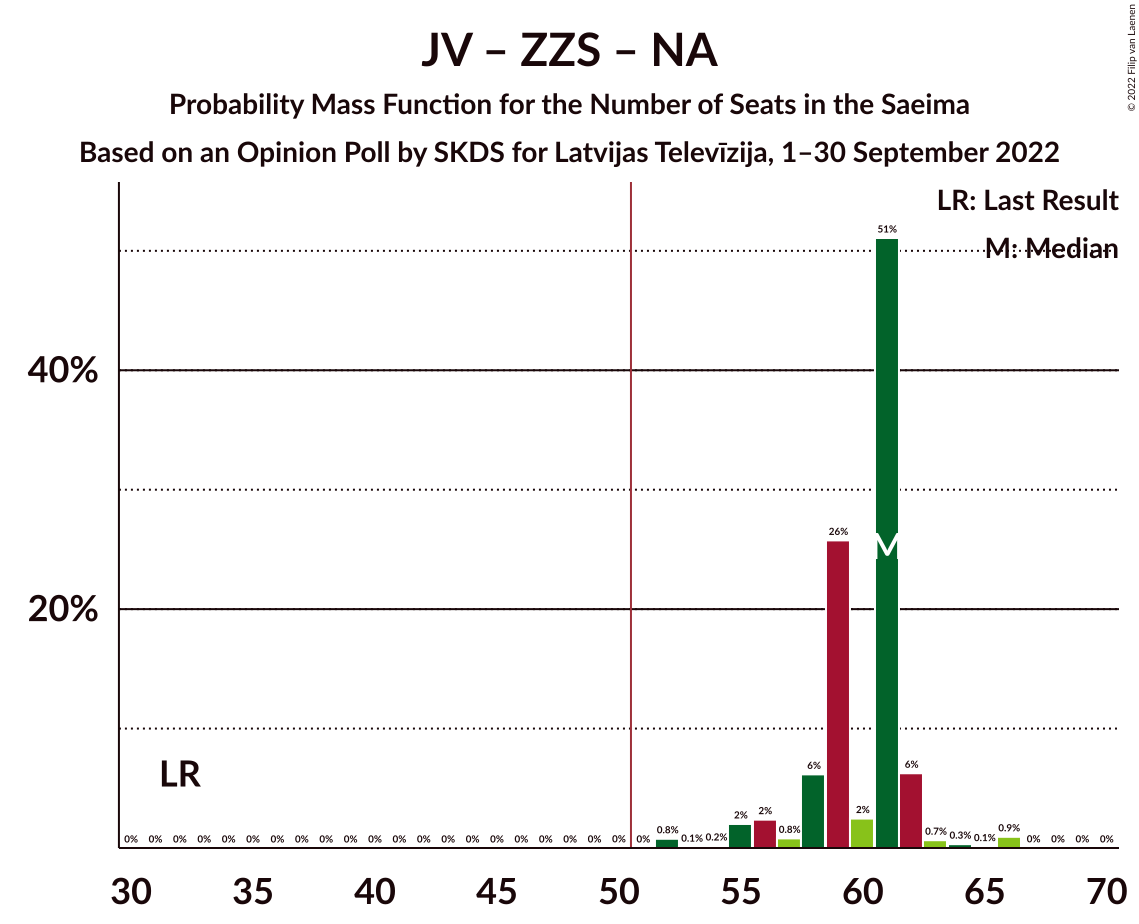 JV – ZZS – NA
Probability Mass Function for the Number of Seats in the Saeima
Based on an Opinion Poll by SKDS for Latvijas Televīzija, 1–30 September 2022
© 2022 Filip van Laenen
LR: Last Result
M: Median
51%
40%
26%
M
20%
LR
0% 0% 0% 0% 0% 0% 0% 0% 0% 0% 0% 0% 0% 0% 0% 0% 0% 0% 0% 0% 0% 0% 0.8% 0.1% 0.2% 2% 2% 0.8% 6% 2% 6% 0.7% 0.3% 0.1% 0.9% 0% 0% 0% 0%
30 35 40 45 50 55 60 65 70